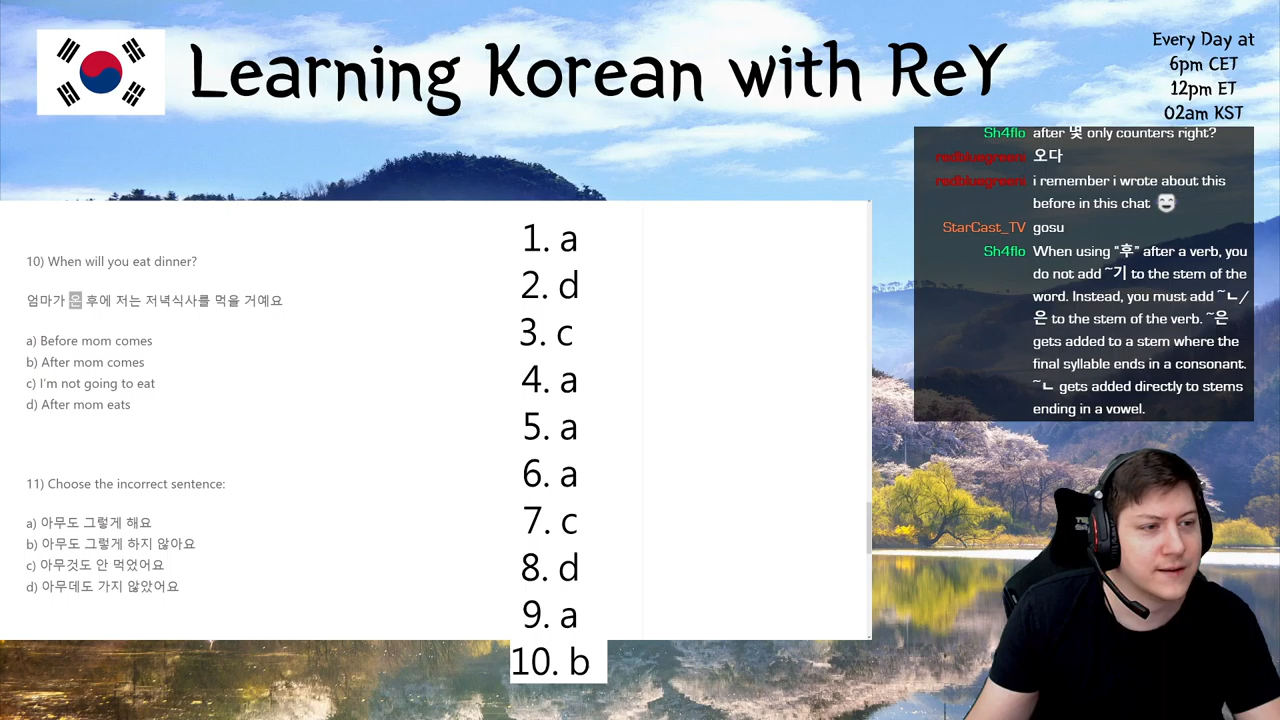 Learning Korean with ReY
Every Day at
6pm CET
12pm ET
02am KST
Sh4flo after 몇 only counters right?
redbluegreent 오다
redbluegreent i remember i wrote about this
before in this chat
StarCast_TV gosu
Sh4flo When using "후" after a verb, you
do not add ~기 to the stem of the
word. Instead, you must add ~ㄴ/
은 to the stem of the verb. ~은
gets added to a stem where the
final syllable ends in a consonant.
~ㄴ gets added directly to stems
ending in a vowel.
10) When will you eat dinner?
엄마가 온 후에 저는 저녁식사를 먹을 거예요
a) Before mom comes
b) After mom comes
c) I'm not going to eat
d) After mom eats
11) Choose the incorrect sentence:
a) 아무도 그렇게 해요
b) 아무도 그렇게 하지 않아요
c) 아무것도 안 먹었어요
d) 아무데도 가지 않았어요
1. a
2. d
3. c
4. a
5. a
6. a
7. c
8. d
9. a
10. b